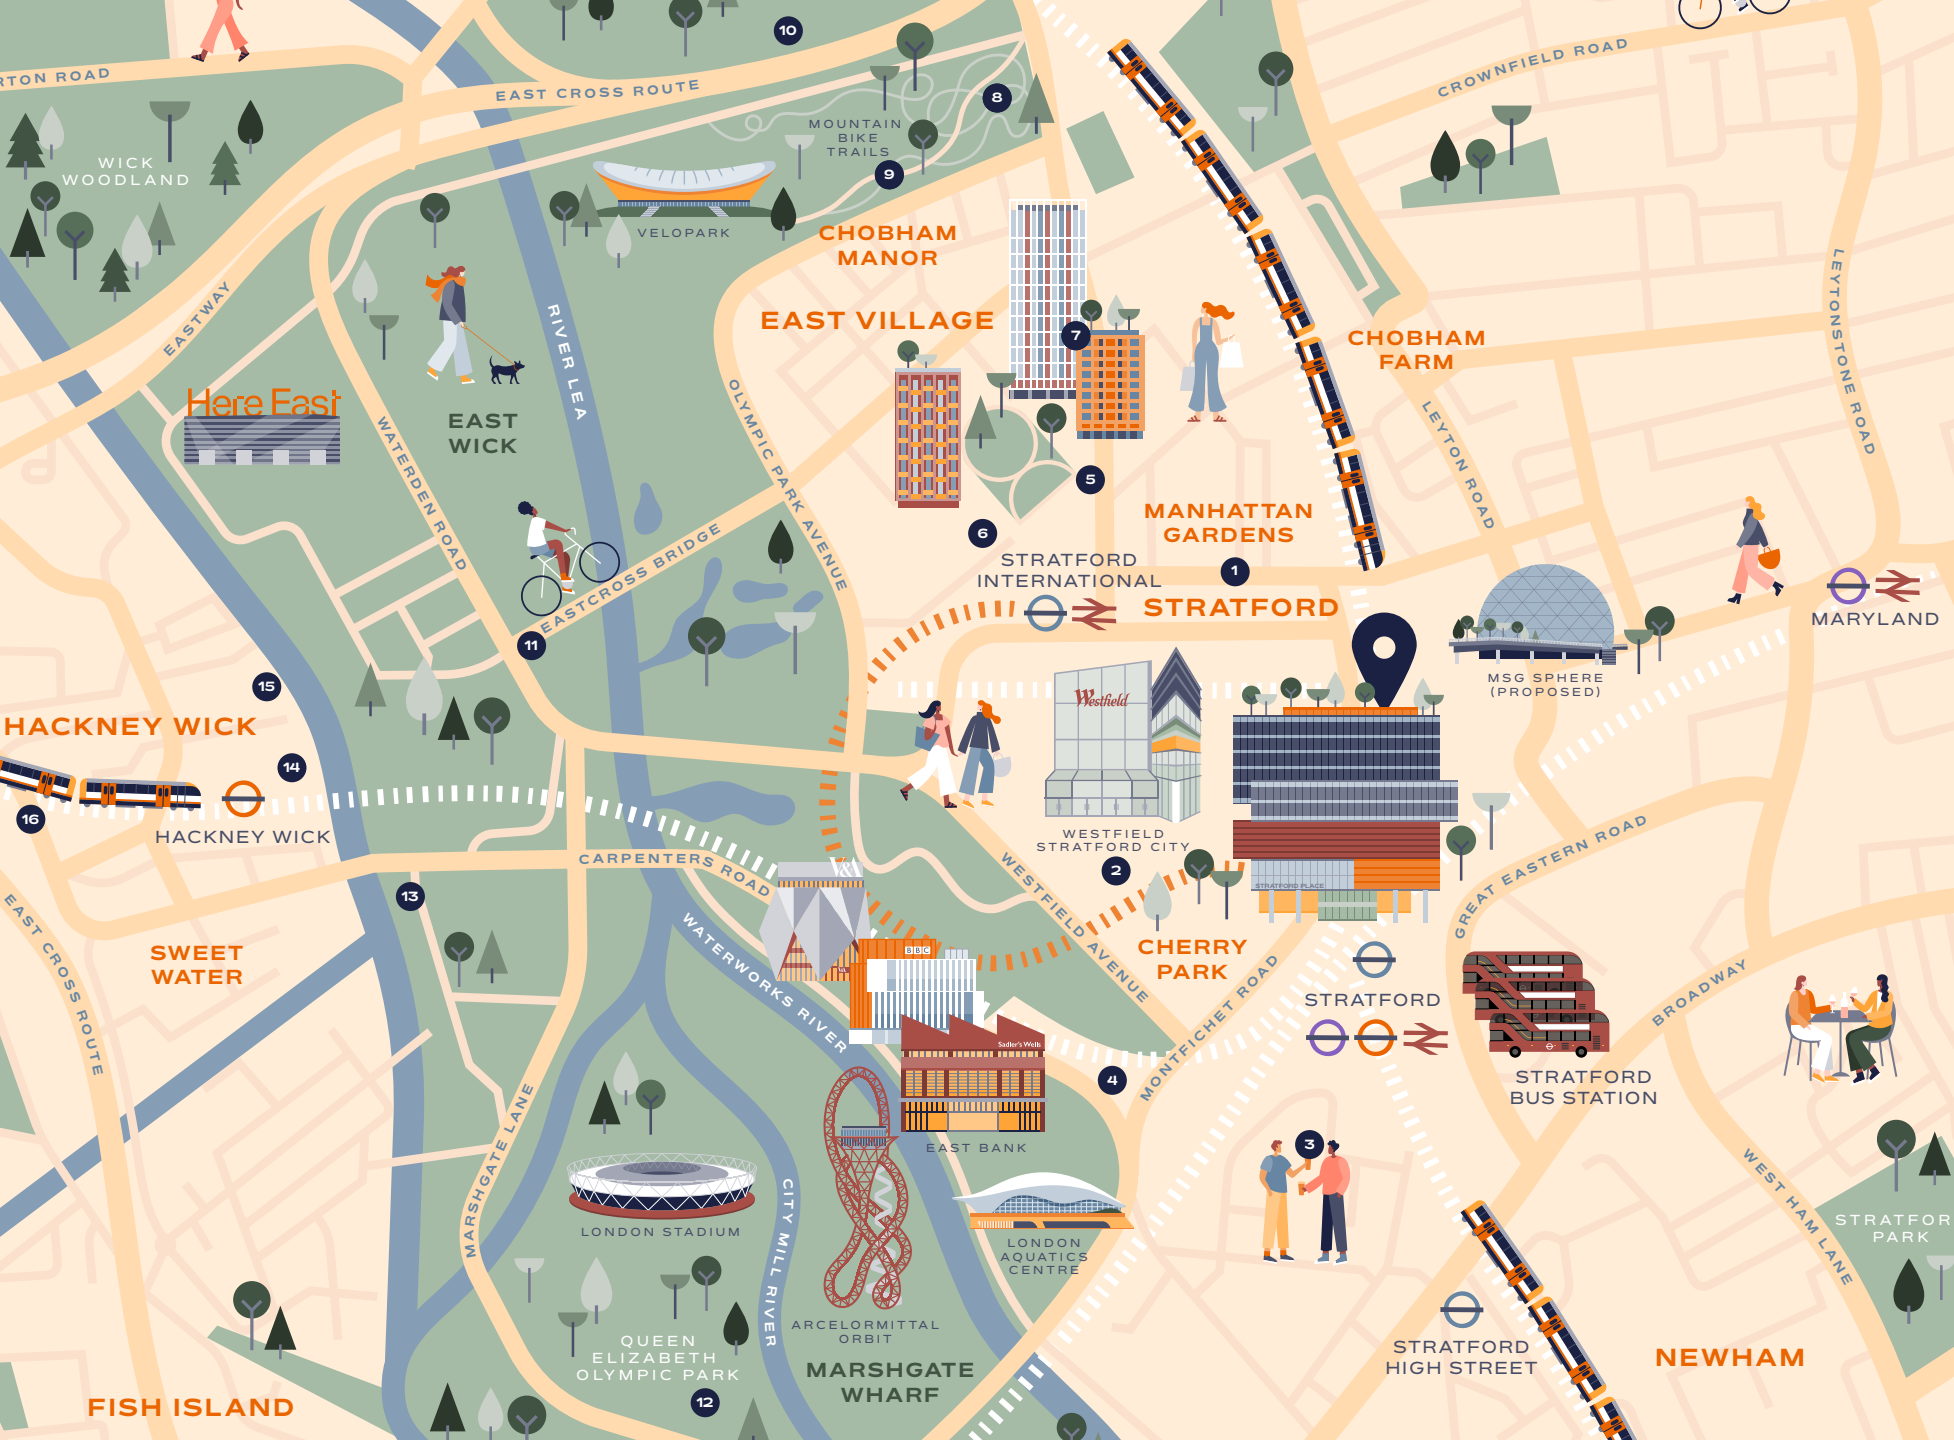 10
EAST CROSS ROUTE
CROWNFIELD ROAD
RTON ROAD
8
MOUNTAIN
BIKE
TRAILS
WICK
WOODLAND
9
VELOPARK
CHOBHAM
MANOR
EASTWAY
RIVER LEA
EAST VILLAGE
7
CHOBHAM
FARM
LEYTONSTONE ROAD
Here East
EAST
WICK
WATERDEN ROAD
OLYMPIC PARK AVENUE
LEYTON ROAD
5
6
MANHATTAN
GARDENS
STRATFORD
INTERNATIONAL
1
STRATFORD
EASTCROSS BRIDGE
11
MARYLAND
MSG SPHERE
(PROPOSED)
15
HACKNEY WICK
14
16
HACKNEY WICK
Westfield
WESTFIELD
STRATFORD CITY
2
STRATFORD PLACE
GREAT EASTERN ROAD
CARPENTERS ROAD
V&A
13
EAST CROSS ROUTE
SWEET
WATER
WATERWORKS RIVER
BBC
WESTFIELD AVENUE
CHERRY
PARK
STRATFORD
BROADWAY
MONTFICHET ROAD
Sadler's Wells
4
STRATFORD
BUS STATION
EAST BANK
3
MARSHGATE LANE
LONDON STADIUM
CITY MILL RIVER
LONDON
AQUATICS
CENTRE
WEST HAM LANE
STRATFOR
PARK
ARCELORMITTAL
ORBIT
QUEEN
ELIZABETH
OLYMPIC PARK
12
MARSHGATE
WHARF
STRATFORD
HIGH STREET
NEWHAM
FISH ISLAND